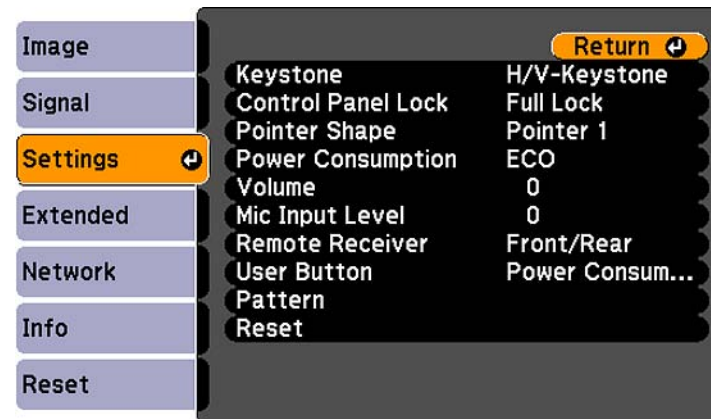 Image
Signal
Settings
Extended
Network
Info
Reset
Return
Keystone H/V-Keystone
Control Panel Lock Full Lock
Pointer Shape Pointer 1
Power Consumption ECO
Volume 0
Mic Input Level 0
Remote Receiver Front/Rear
User Button Power Consum...
Pattern
Reset